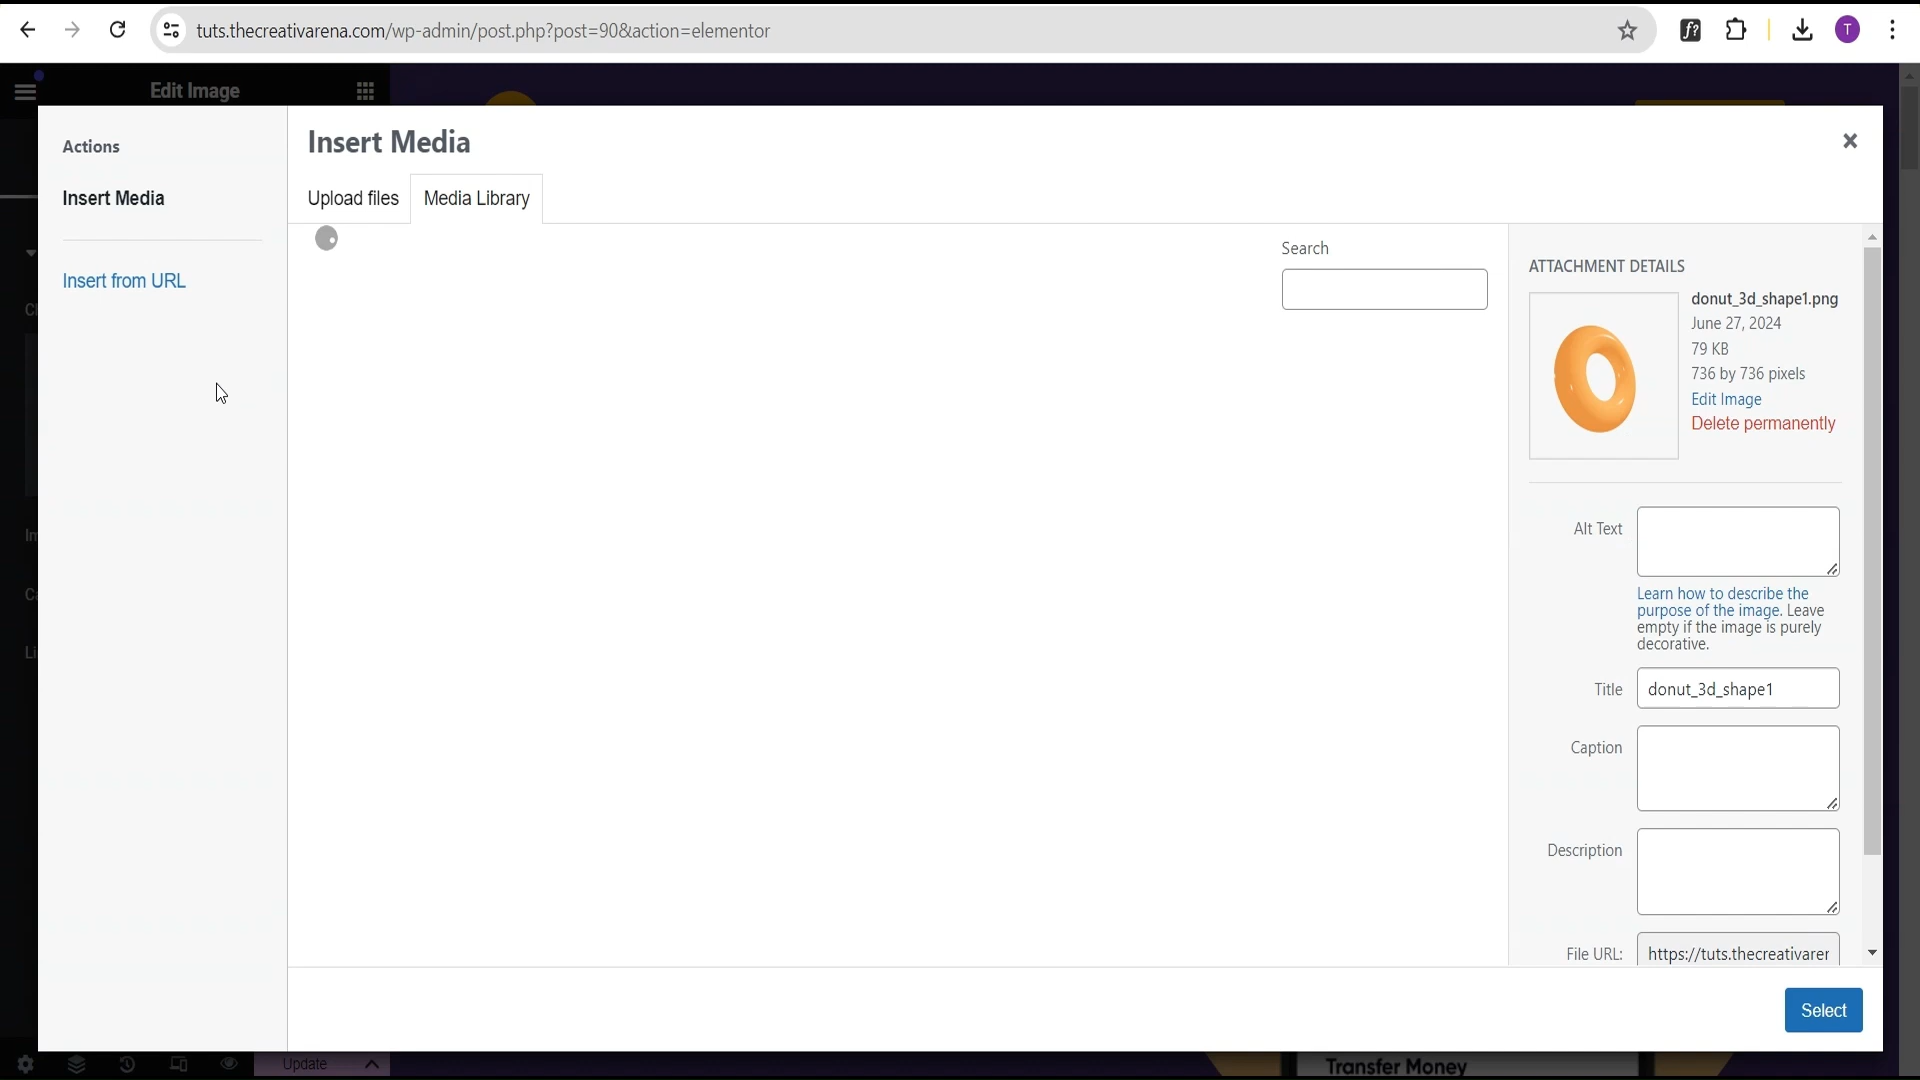 tuts.thecreativarena.com/wp-admin/post.php?post=90&action=elementor
T
Edit Image
Actions
Insert Media
Insert from URL
Insert Media
Upload files
Media Library
Search
ATTACHMENT DETAILS
donut_3d_shape1.png
June 27, 2024
79 KB
736 by 736 pixels
Edit Image
Delete permanently
Alt Text
Learn how to describe the
purpose of the image. Leave
empty if the image is purely
decorative.
Title
donut_3d_shape1
Caption
Description
File URL:
https://tuts.thecreativarer
Select
Update
Transfer Money